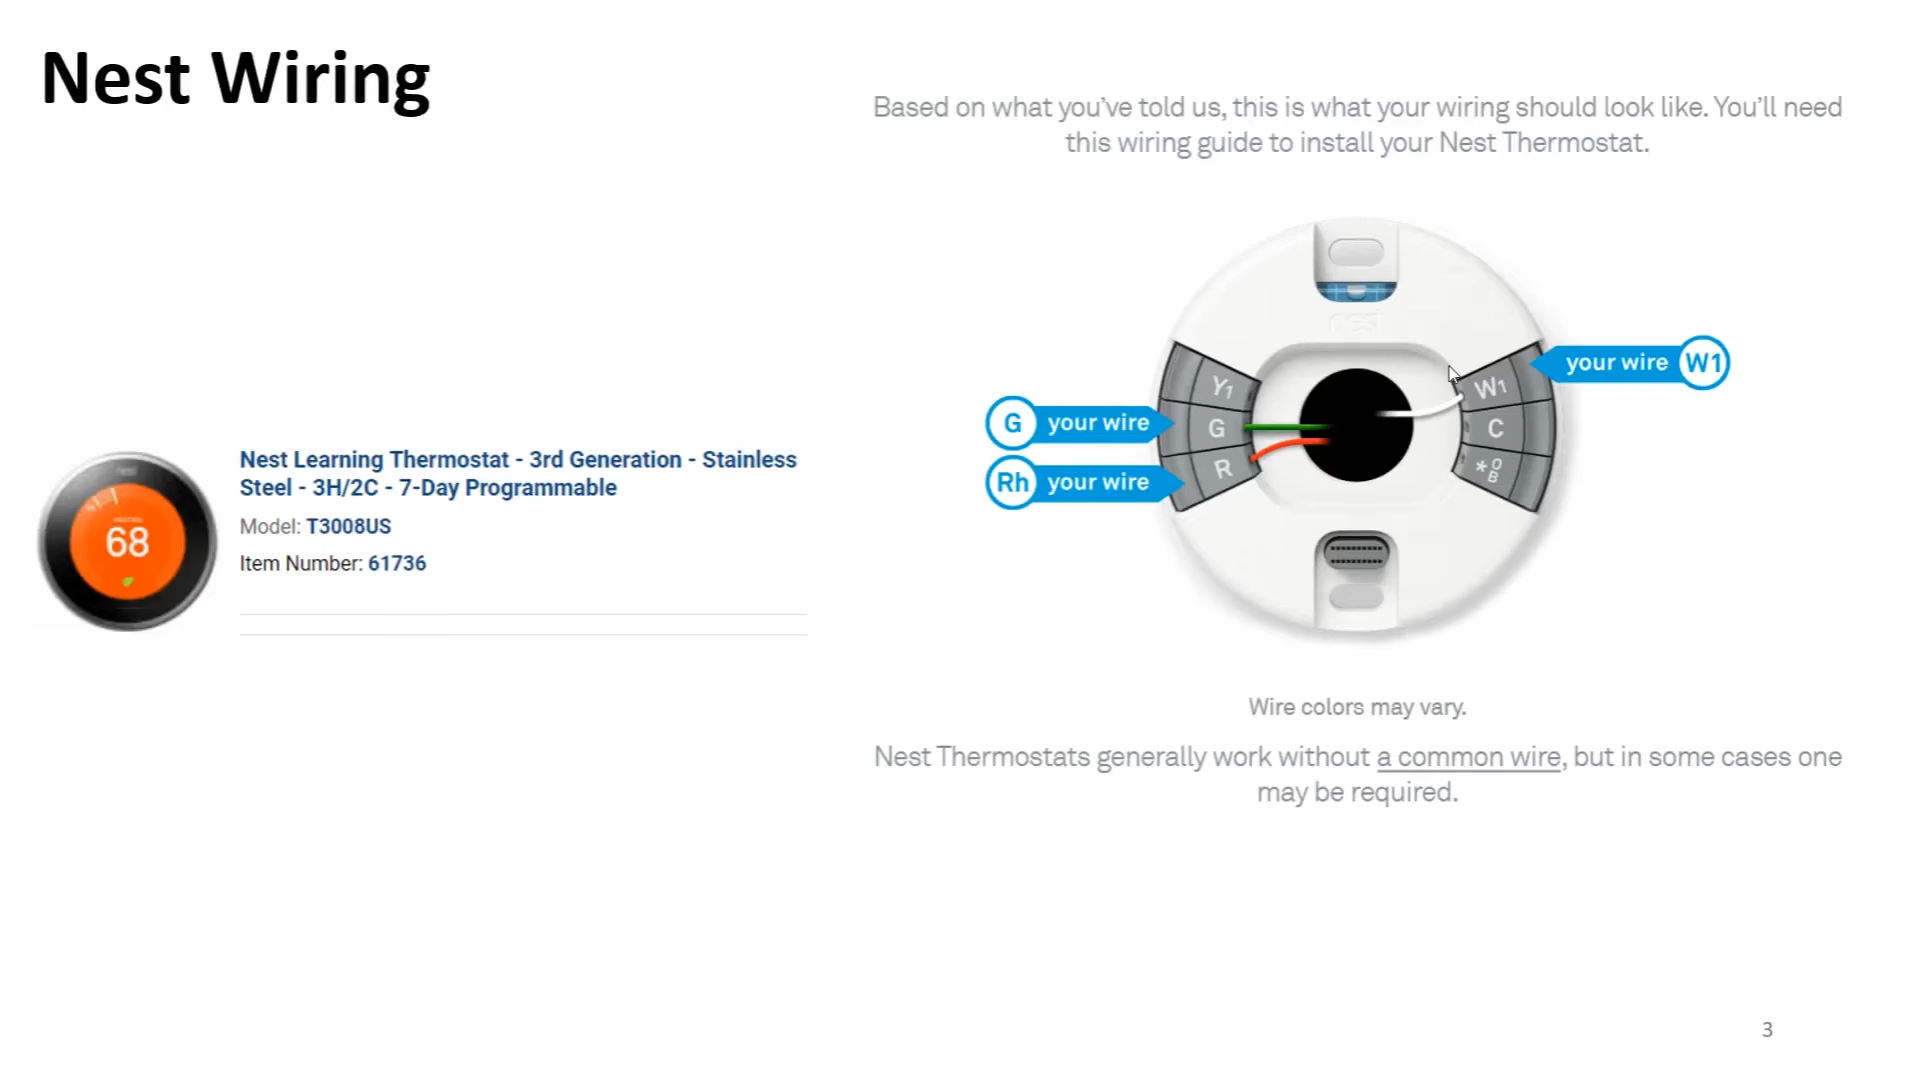 Nest Wiring
Based on what you've told us, this is what your wiring should look like. You'll need
this wiring guide to install your Nest Thermostat.
nest
your wire W1
Y1
W1
G your wire
G
C
Rh your wire
R
* O
B
Nest Learning Thermostat - 3rd Generation - Stainless
Steel - 3H/2C - 7-Day Programmable
Model: T3008US
68
Item Number: 61736
Wire colors may vary.
Nest Thermostats generally work without a common wire, but in some cases one
may be required.
3